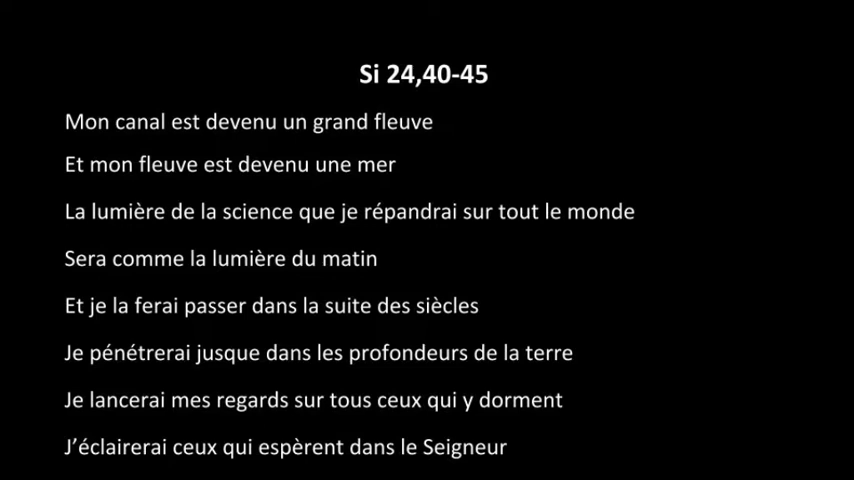 Si 24,40-45
Mon canal est devenu un grand fleuve
Et mon fleuve est devenu une mer
La lumière de la science que je répandrai sur tout le monde
Sera comme la lumière du matin
Et je la ferai passer dans la suite des siècles
Je pénétrerai jusque dans les profondeurs de la terre
Je lancerai mes regards sur tous ceux qui y dorment
J’éclairerai ceux qui espèrent dans le Seigneur